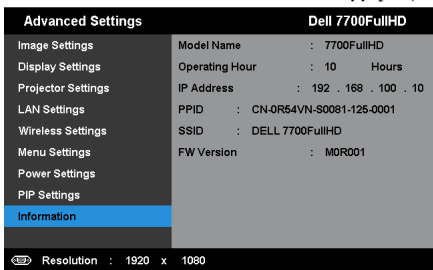 Advanced Settings Dell 7700FullHD
Image Settings Model Name : 7700FullHD
Display Settings Operating Hour : 10 Hours
Projector Settings IP Address : 192 . 168 . 100 . 10
LAN Settings PPID : CN-0R54VN-S0081-125-0001
Wireless Settings SSID : DELL 7700FullHD
Menu Settings FW Version : M0R001
Power Settings
PIP Settings
Information
Resolution : 1920 x 1080